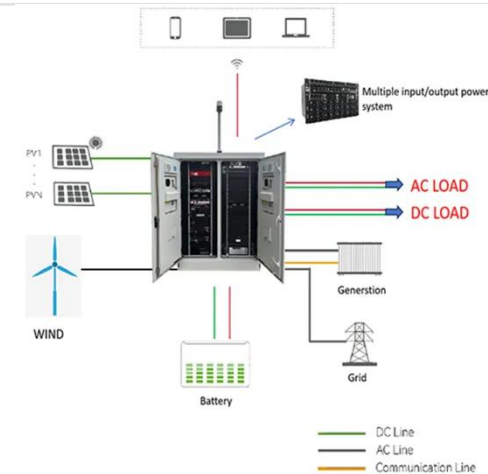 Multiple input/output power
system
PV1
PVN
AC LOAD
DC LOAD
WIND
Generstion
Battery
Grid
DC Line
AC Line
Communication Line